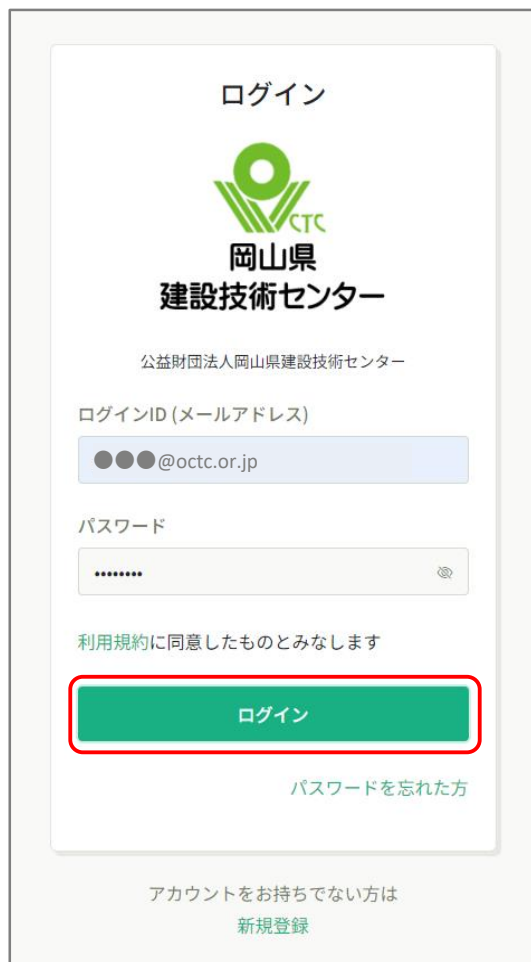 ログイン
CTC
岡山県
建設技術センター
公益財団法人岡山県建設技術センター
ログインID (メールアドレス)
●●●@octc.or.jp
パスワード
••••••••
利用規約に同意したものとみなします
ログイン
パスワードを忘れた方
アカウントをお持ちでない方は
新規登録